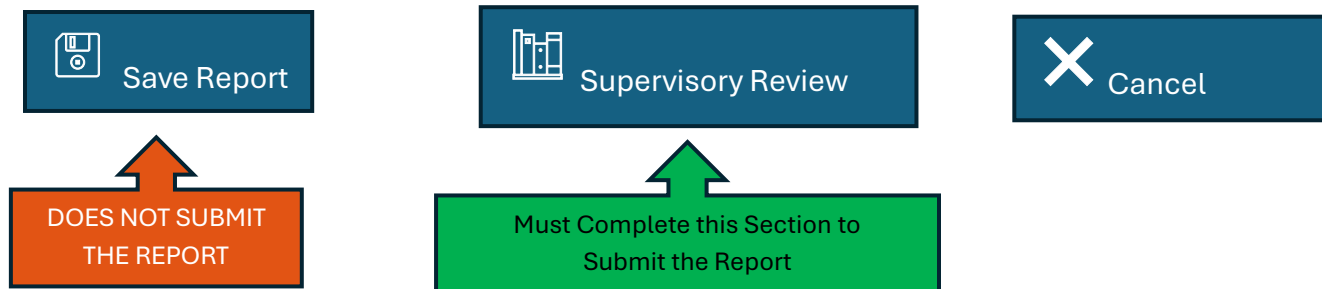 Save Report
Supervisory Review
Cancel
DOES NOT SUBMIT
THE REPORT
Must Complete this Section to
Submit the Report